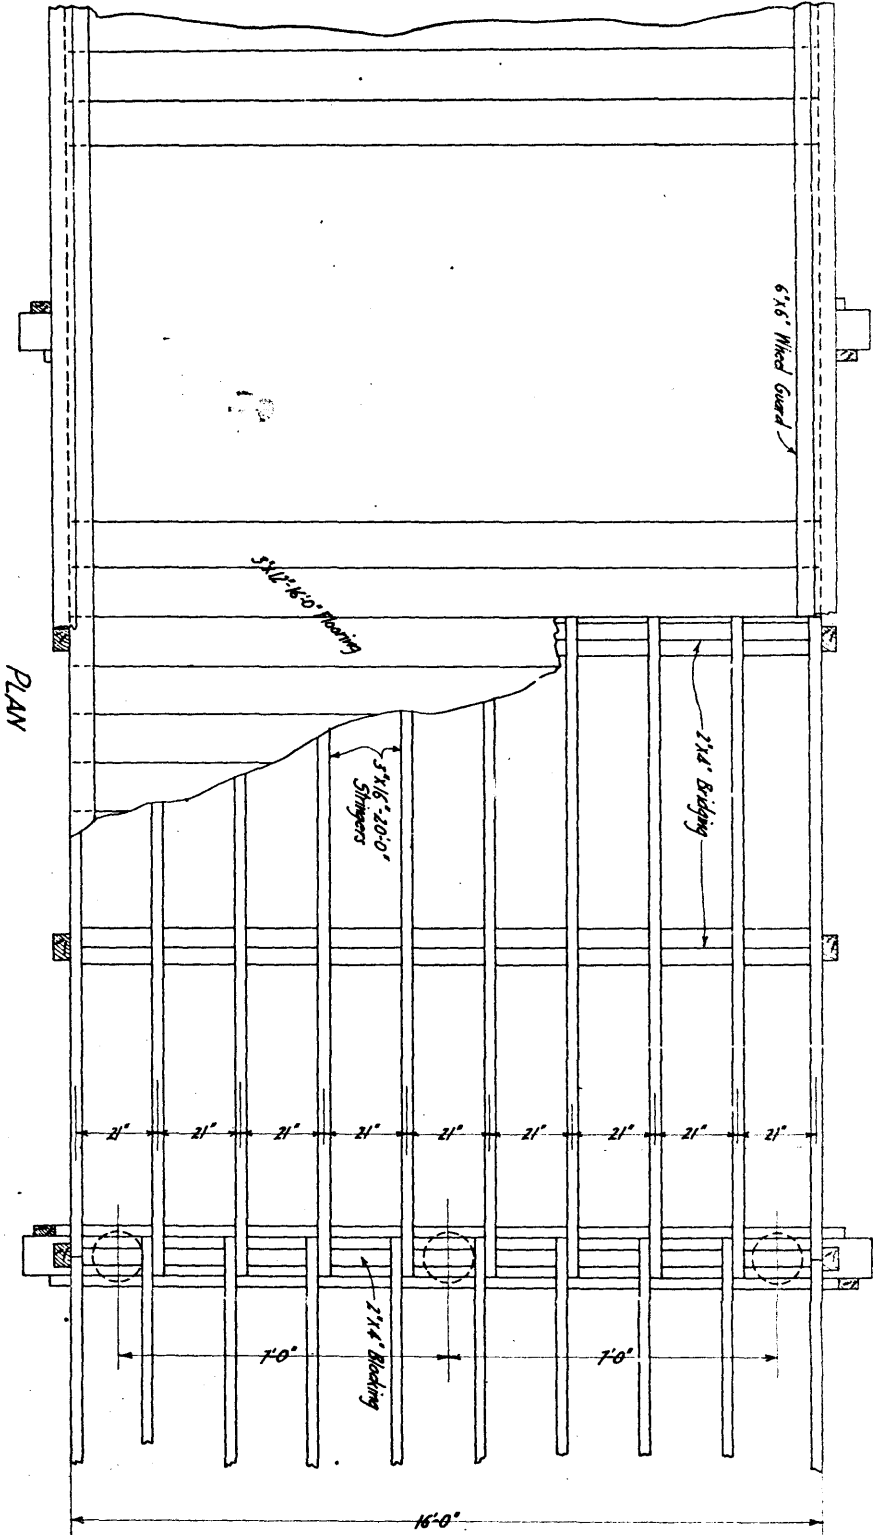 6"x6" Wheel Guard
3"x12"-16'-0" Flooring
2"x4" Bridging
3"x16"-20'-0"
Stringers
PLAN
21"
21"
21"
21"
21"
21"
21"
21"
21"
2"x4" Blocking
7'-0"
7'-0"
16'-0"